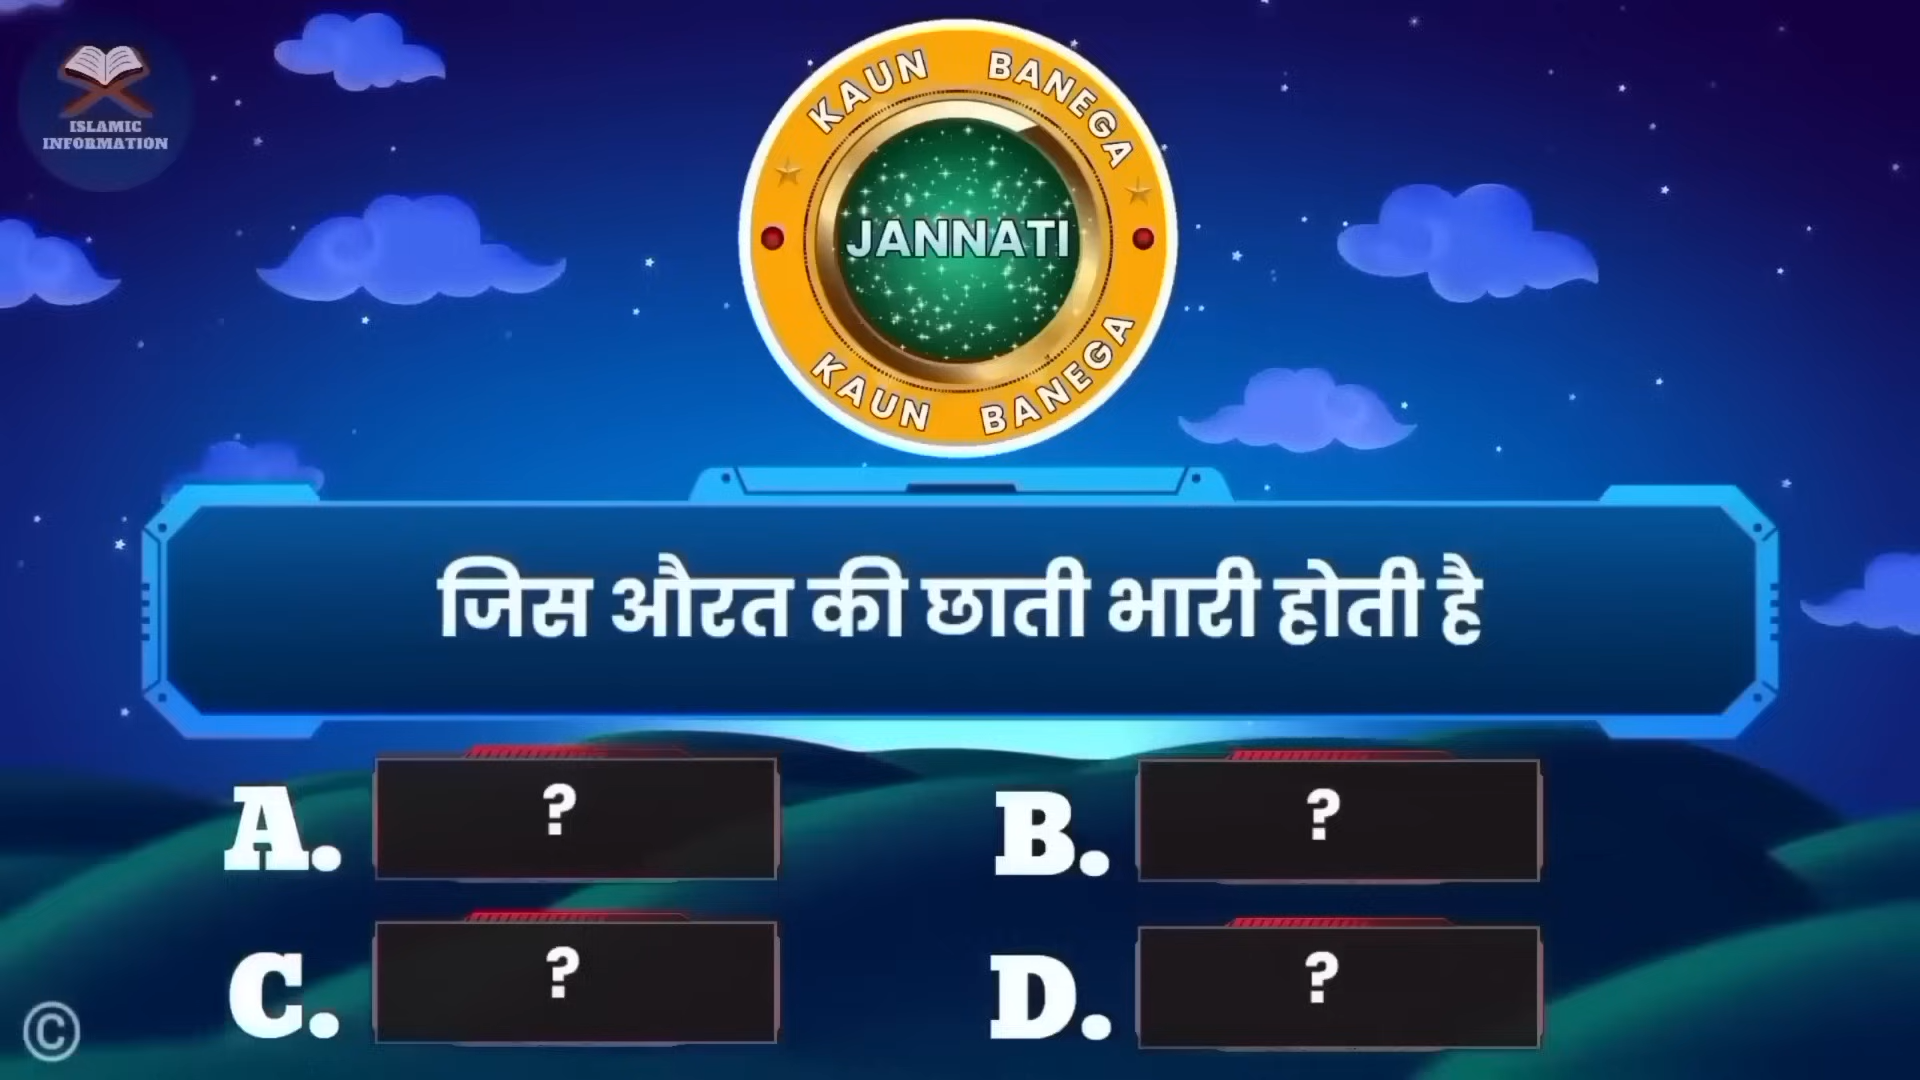 ISLAMIC
INFORMATION
KAUN BANEGA
JANNATI
KAUN BANEGA
जिस औरत की छाती भारी होती है
A. ?
B. ?
C. ?
D. ?
©